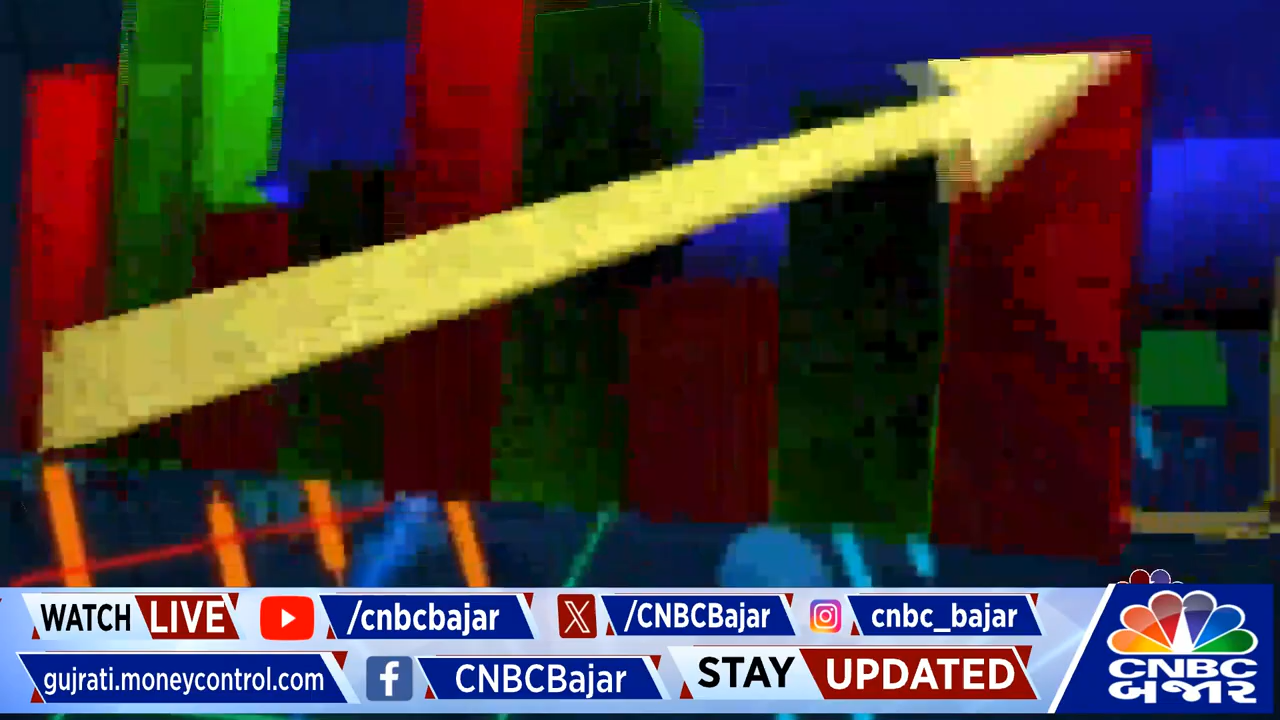 WATCH LIVE /cnbcbajar /CNBCBajar cnbc_bajar
gujrati.moneycontrol.com CNBCBajar STAY UPDATED
CNBC
બજાર